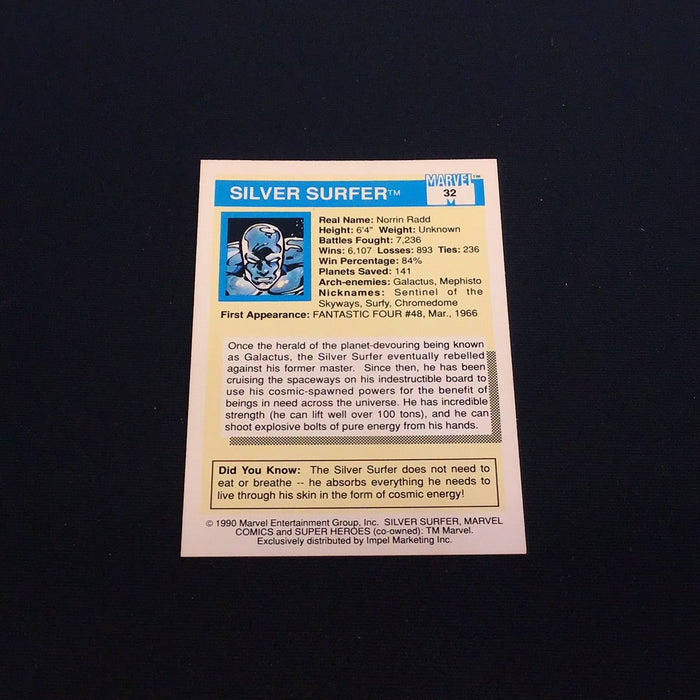 MARVEL™
SILVER SURFER™ 32
Real Name: Norrin Radd
Height: 6'4" Weight: Unknown
Battles Fought: 7,236
Wins: 6,107 Losses: 893 Ties: 236
Win Percentage: 84%
Planets Saved: 141
Arch-enemies: Galactus, Mephisto
Nicknames: Sentinel of the
Skyways, Surfy, Chromedome
First Appearance: FANTASTIC FOUR #48, Mar., 1966
Once the herald of the planet-devouring being known
as Galactus, the Silver Surfer eventually rebelled
against his former master. Since then, he has been
cruising the spaceways on his indestructible board to
use his cosmic-spawned powers for the benefit of
beings in need across the universe. He has incredible
strength (he can lift well over 100 tons), and he can
shoot explosive bolts of pure energy from his hands.
Did You Know: The Silver Surfer does not need to
eat or breathe -- he absorbs everything he needs to
live through his skin in the form of cosmic energy!
© 1990 Marvel Entertainment Group, Inc. SILVER SURFER, MARVEL
COMICS and SUPER HEROES (co-owned): TM Marvel.
Exclusively distributed by Impel Marketing Inc.